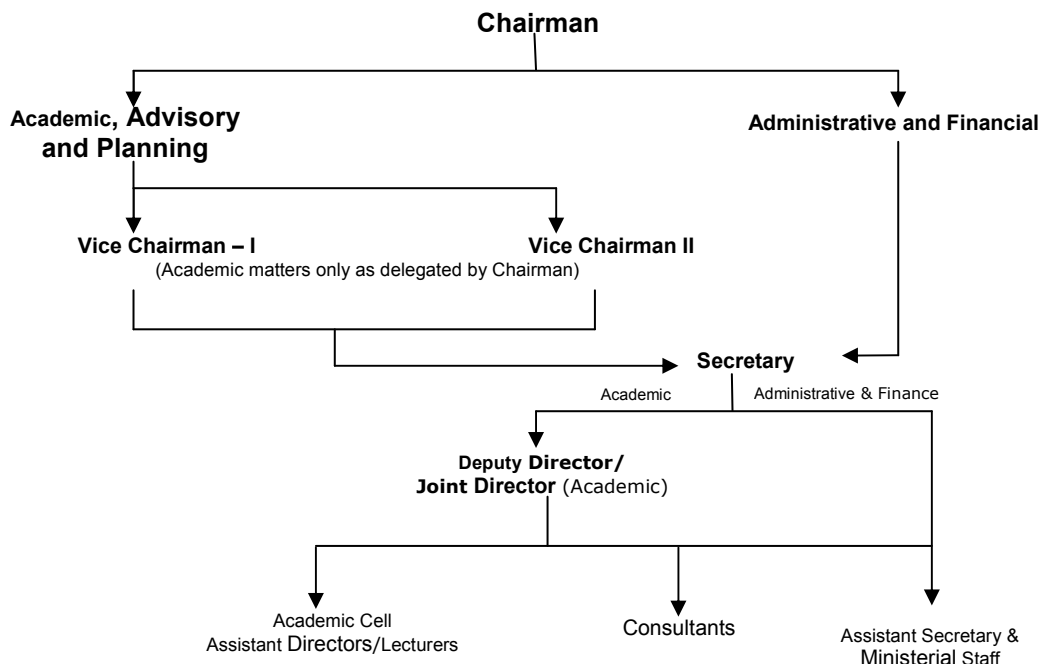 Chairman
Academic, Advisory
and Planning
Administrative and Financial
Vice Chairman – I
Vice Chairman II
(Academic matters only as delegated by Chairman)
Secretary
Academic
Administrative & Finance
Deputy Director/
Joint Director (Academic)
Academic Cell
Assistant Directors/Lecturers
Consultants
Assistant Secretary &
Ministerial Staff